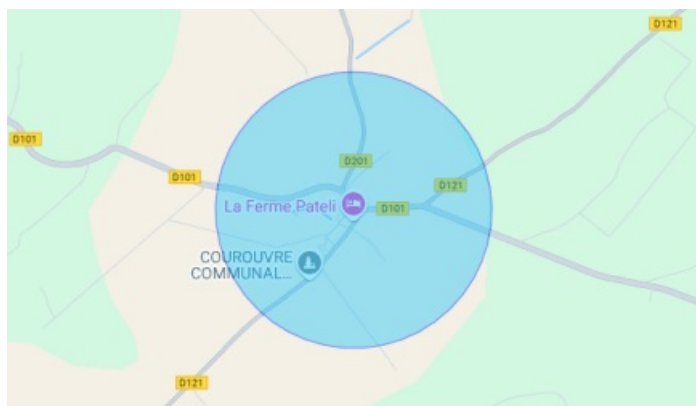 D121
D101
D201
D101
D121
La Ferme Pateli
D101
COUROUVRE
COMMUNAL...
D121